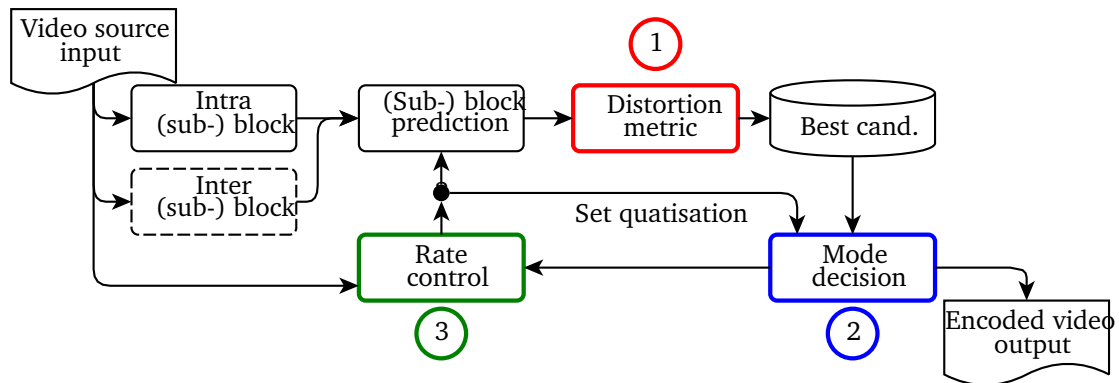 Video source
input
1
Intra
(sub-) block
(Sub-) block
prediction
Distortion
metric
Best cand.
Inter
(sub-) block
Set quatisation
Rate
control
Mode
decision
3
2
Encoded video
output